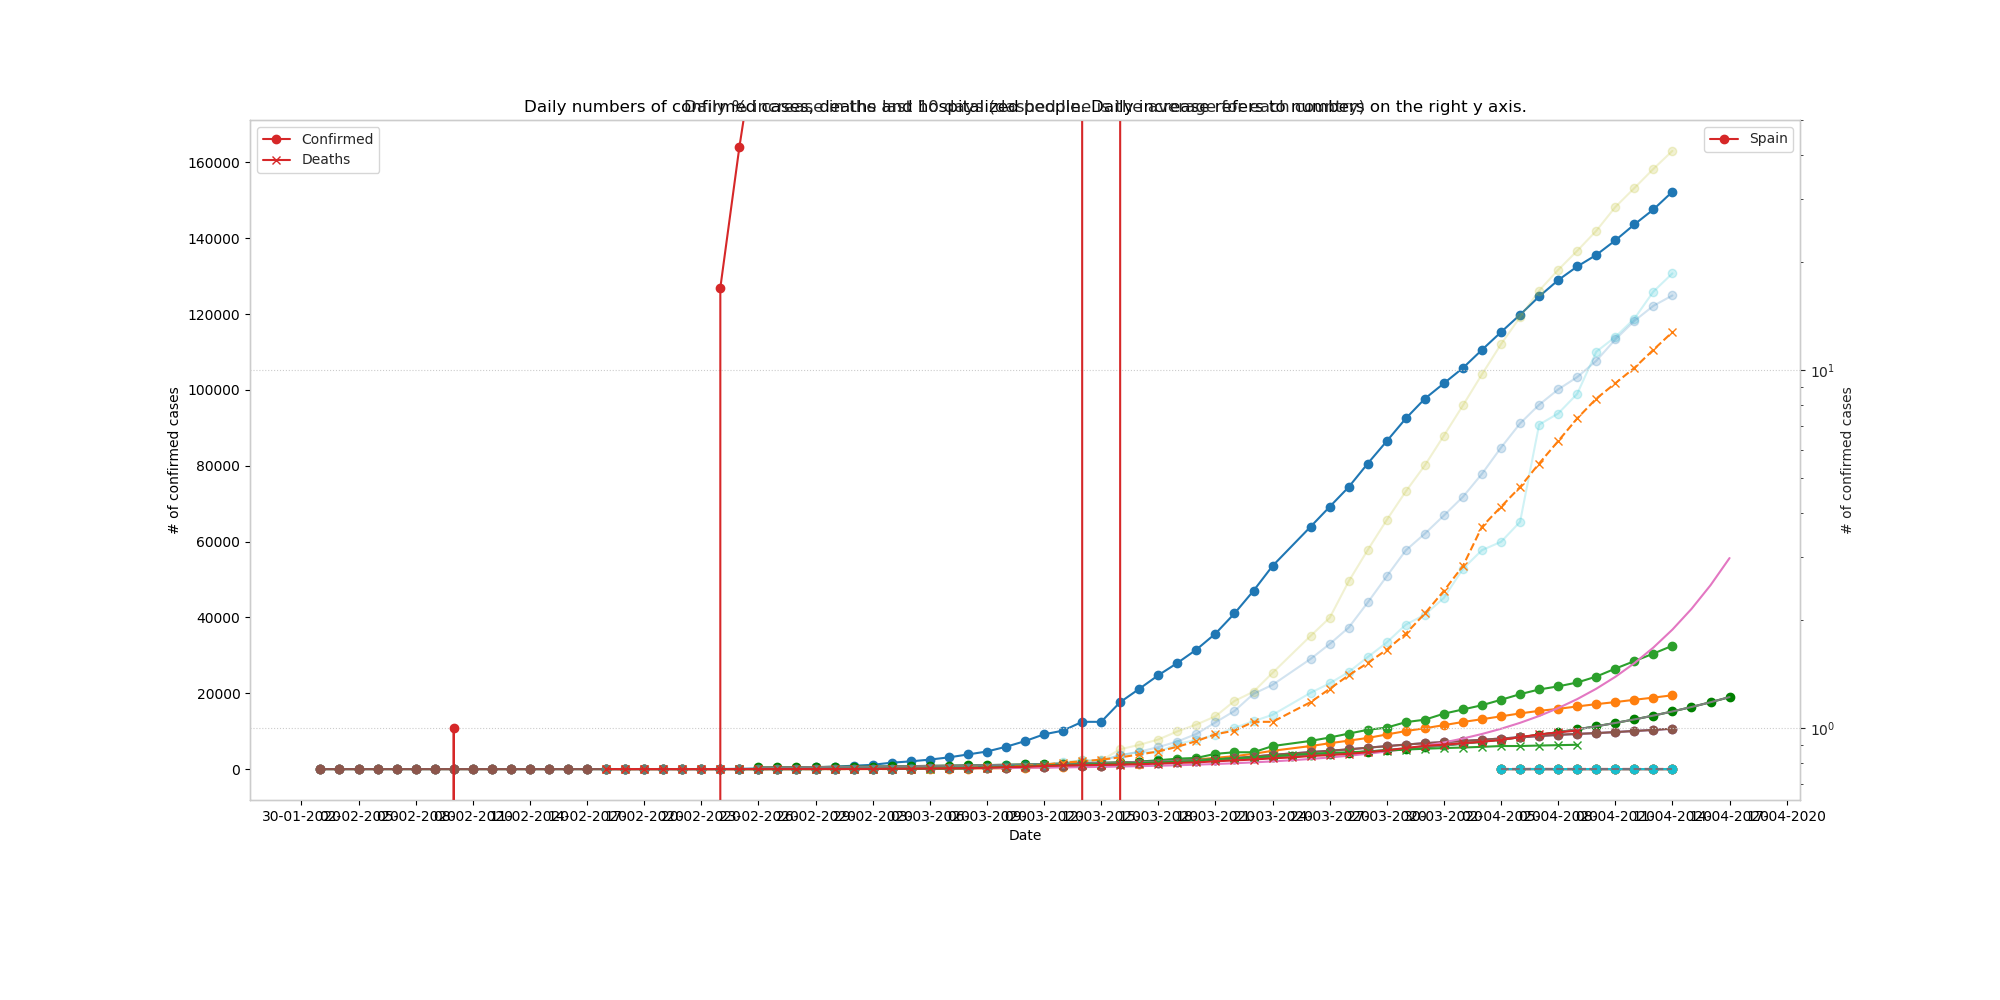 Daily numbers of confirmed cases, deaths and hospitalized people. Daily increase refers to numbers on the right y axis.
Confirmed
Deaths
Spain
160000
140000
120000
100000
80000
60000
40000
20000
0
# of confirmed cases
10¹
10⁰
# of confirmed cases
30-01-2020 02-02-2020 05-02-2020 08-02-2020 11-02-2020 14-02-2020 17-02-2020 20-02-2020 23-02-2020 26-02-2020 29-02-2020 03-03-2020 06-03-2020 09-03-2020 12-03-2020 15-03-2020 18-03-2020 21-03-2020 24-03-2020 27-03-2020 30-03-2020 02-04-2020 05-04-2020 08-04-2020 11-04-2020 14-04-2020 17-04-2020
Date